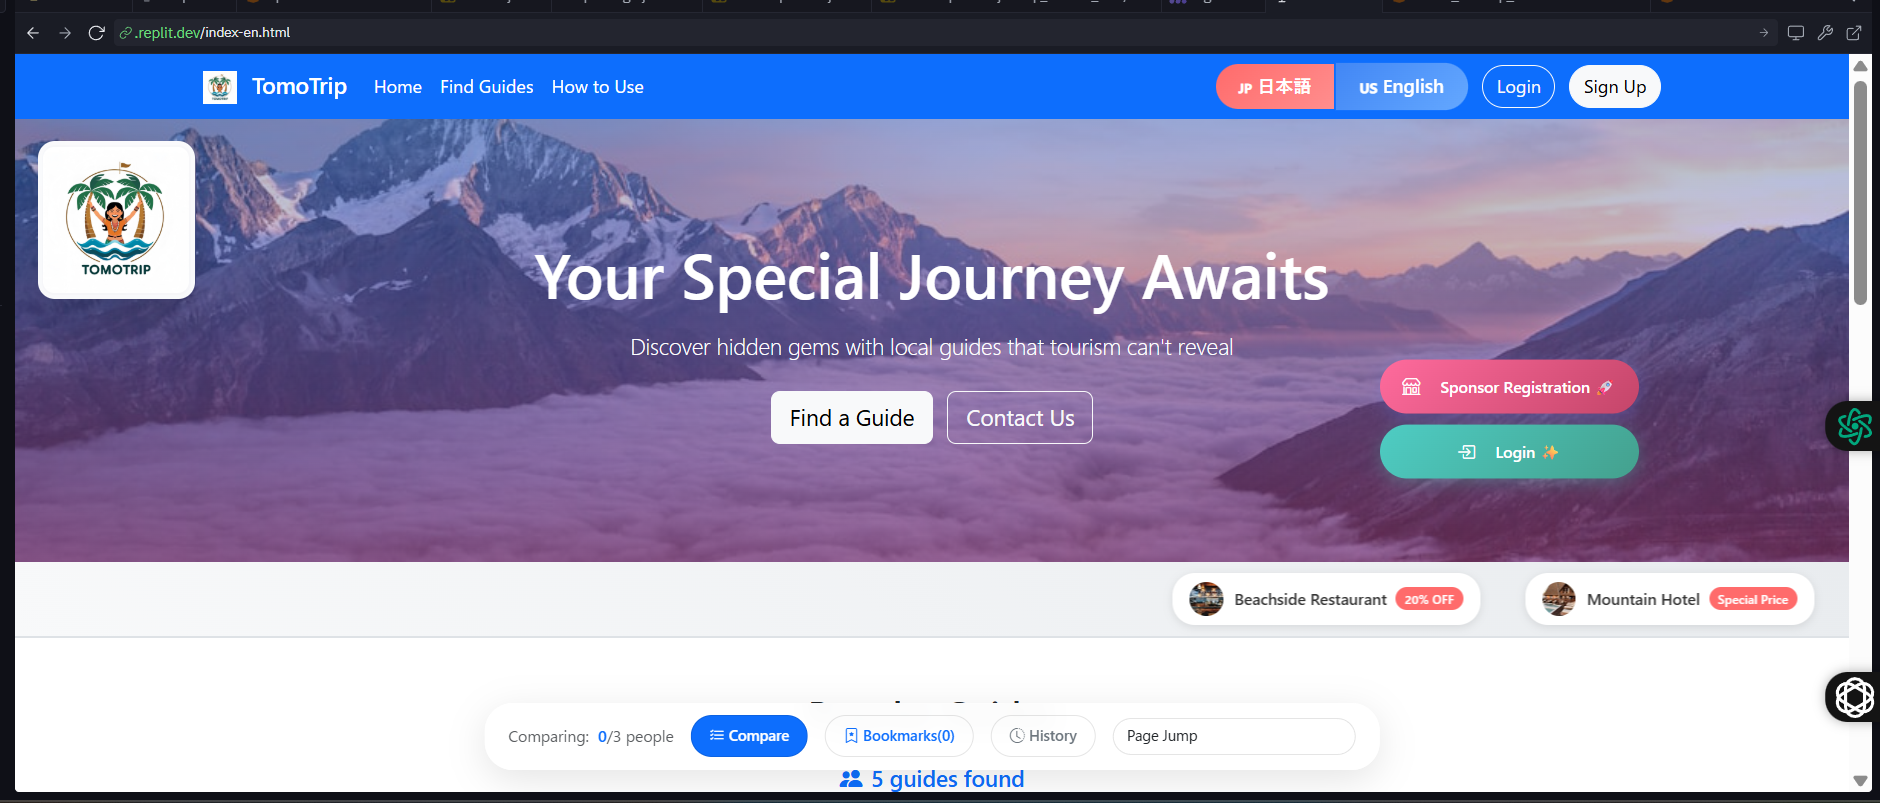 .replit.dev/index-en.html
TomoTrip Home Find Guides How to Use JP 日本語 US English Login Sign Up
TOMOTRIP
Your Special Journey Awaits
Discover hidden gems with local guides that tourism can't reveal
Find a Guide Contact Us
Sponsor Registration 🚀
Login ✨
Beachside Restaurant 20% OFF Mountain Hotel Special Price
Comparing: 0/3 people Compare Bookmarks(0) History Page Jump
5 guides found